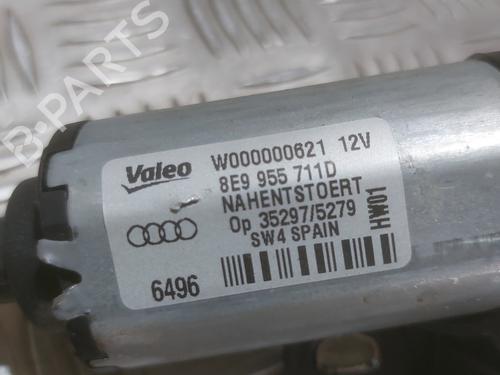 B-PARTS
Valeo
W000000621 12V
8E9 955 711D
NAHENTSTOERT
Op 35297/5279
SW4 SPAIN
HW01
6496